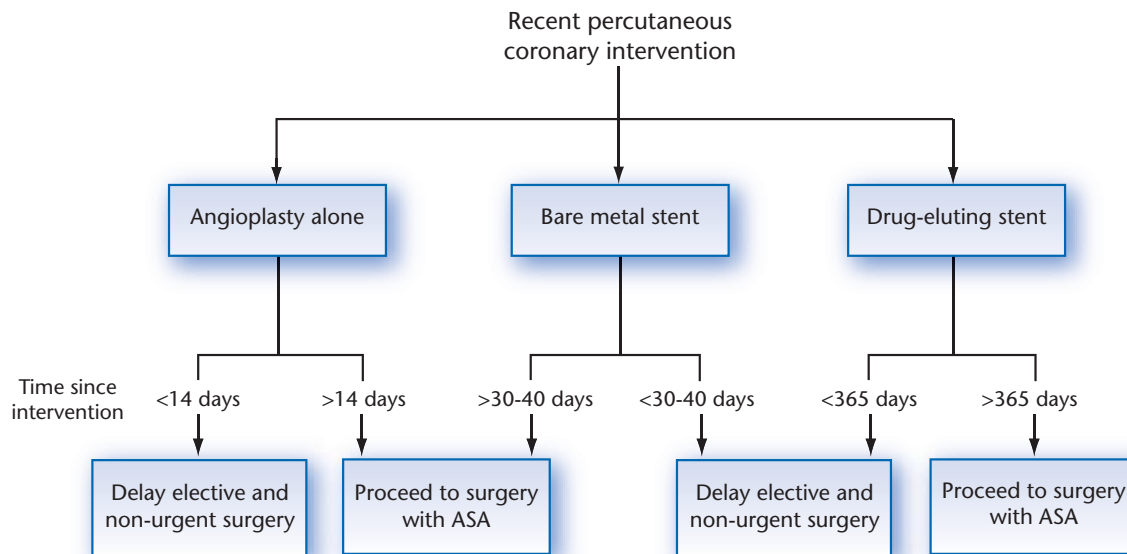 Recent percutaneous
coronary intervention
Angioplasty alone
Bare metal stent
Drug-eluting stent
Time since
intervention
<14 days
>14 days
>30-40 days
<30-40 days
<365 days
>365 days
Delay elective and
non-urgent surgery
Proceed to surgery
with ASA
Delay elective and
non-urgent surgery
Proceed to surgery
with ASA